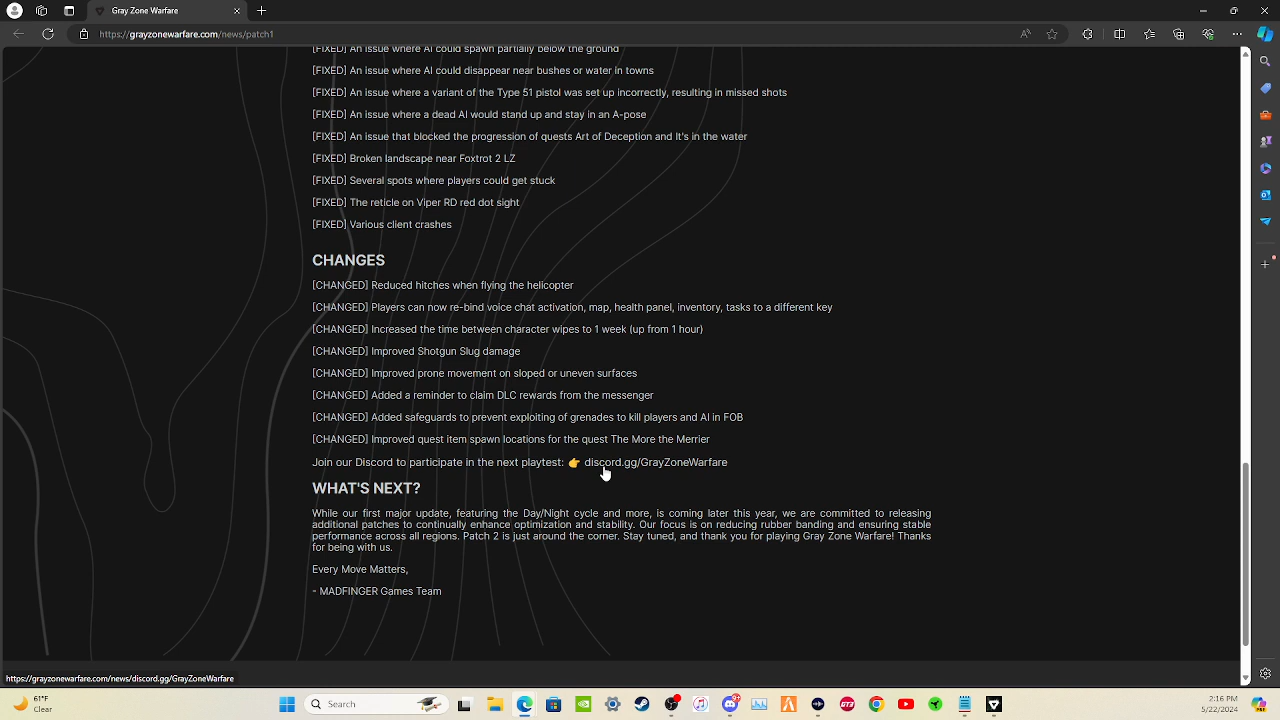 Gray Zone Warfare
https://grayzonewarfare.com/news/patch1
[FIXED] An issue where AI could spawn partially below the ground
[FIXED] An issue where AI could disappear near bushes or water in towns
[FIXED] An issue where a variant of the Type 51 pistol was set up incorrectly, resulting in missed shots
[FIXED] An issue where a dead AI would stand up and stay in an A-pose
[FIXED] An issue that blocked the progression of quests Art of Deception and It's in the water
[FIXED] Broken landscape near Foxtrot 2 LZ
[FIXED] Several spots where players could get stuck
[FIXED] The reticle on Viper RD red dot sight
[FIXED] Various client crashes
CHANGES
[CHANGED] Reduced hitches when flying the helicopter
[CHANGED] Players can now re-bind voice chat activation, map, health panel, inventory, tasks to a different key
[CHANGED] Increased the time between character wipes to 1 week (up from 1 hour)
[CHANGED] Improved Shotgun Slug damage
[CHANGED] Improved prone movement on sloped or uneven surfaces
[CHANGED] Added a reminder to claim DLC rewards from the messenger
[CHANGED] Added safeguards to prevent exploiting of grenades to kill players and AI in FOB
[CHANGED] Improved quest item spawn locations for the quest The More the Merrier
Join our Discord to participate in the next playtest: 👉 discord.gg/GrayZoneWarfare
WHAT'S NEXT?
While our first major update, featuring the Day/Night cycle and more, is coming later this year, we are committed to releasing
additional patches to continually enhance optimization and stability. Our focus is on reducing rubber banding and ensuring stable
performance across all regions. Patch 2 is just around the corner. Stay tuned, and thank you for playing Gray Zone Warfare! Thanks
for being with us.
Every Move Matters,
- MADFINGER Games Team
https://grayzonewarfare.com/news/discord.gg/GrayZoneWarfare
61°F
Clear
Search
2:16 PM
5/22/2024